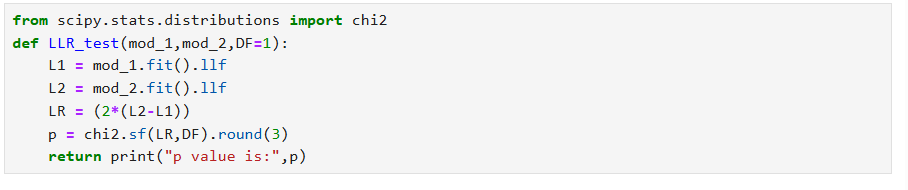 from scipy.stats.distributions import chi2
def LLR_test(mod_1,mod_2,DF=1):
    L1 = mod_1.fit().llf
    L2 = mod_2.fit().llf
    LR = (2*(L2-L1))
    p = chi2.sf(LR,DF).round(3)
    return print("p value is:",p)